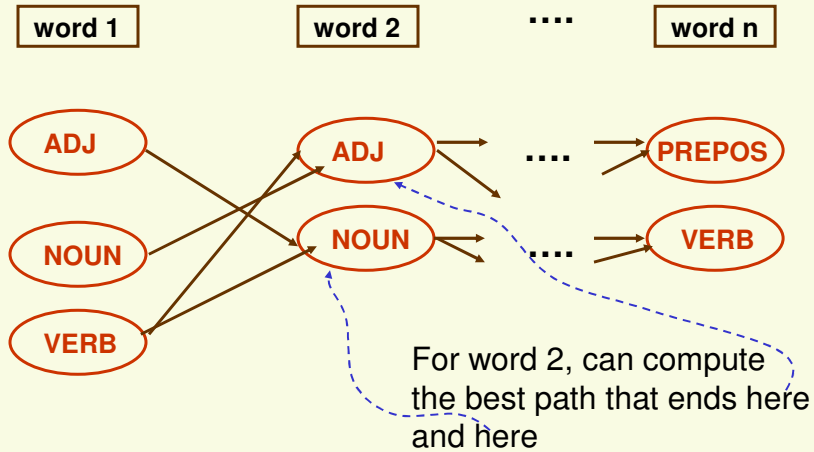 word 1 word 2 .... word n
ADJ ADJ .... PREPOS
NOUN NOUN .... VERB
VERB
For word 2, can compute
the best path that ends here
and here